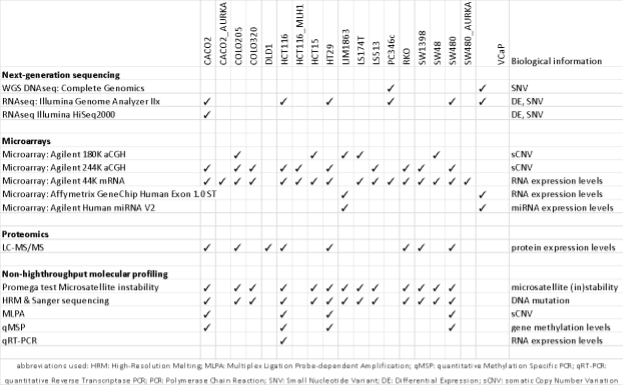 CACO2 CACO2_AURKA COLO205 COLO320 DLD1 HCT116 HCT116_MLH1 HCT15 HT29 LIM1863 LS174T LS513 PC346c RKO SW1398 SW48 SW480 SW480_AURKA VCaP Biological information
Next-generation sequencing
WGS DNAseq: Complete Genomics ✓ ✓ SNV
RNAseq: Illumina Genome Analyzer IIx ✓ ✓ ✓ ✓ ✓ ✓ DE, SNV
RNAseq Illumina HiSeq2000 ✓ DE, SNV
Microarrays
Microarray: Agilent 180K aCGH ✓ ✓ ✓ ✓ ✓ sCNV
Microarray: Agilent 244K aCGH ✓ ✓ ✓ ✓ ✓ ✓ ✓ ✓ ✓ ✓ sCNV
Microarray: Agilent 44K mRNA ✓ ✓ ✓ ✓ ✓ ✓ ✓ ✓ ✓ ✓ ✓ ✓ ✓ ✓ ✓ ✓ RNA expression levels
Microarray: Affymetrix GeneChip Human Exon 1.0 ST ✓ ✓ RNA expression levels
Microarray: Agilent Human miRNA V2 ✓ ✓ miRNA expression levels
Proteomics
LC-MS/MS ✓ ✓ ✓ ✓ ✓ ✓ ✓ ✓ protein expression levels
Non-highthroughput molecular profiling
Promega test Microsatellite instability ✓ ✓ ✓ ✓ ✓ ✓ ✓ ✓ ✓ ✓ ✓ ✓ ✓ microsatellite (in)stability
HRM & Sanger sequencing ✓ ✓ ✓ ✓ ✓ ✓ ✓ ✓ ✓ ✓ ✓ ✓ ✓ DNA mutation
MLPA ✓ ✓ ✓ ✓ sCNV
qMSP ✓ ✓ ✓ ✓ gene methylation levels
qRT-PCR ✓ RNA expression levels
abbreviations used: HRM: High-Resolution Melting; MLPA: Multiplex Ligation Probe-dependent Amplification; qMSP: quantitative Methylation Specific PCR; qRT-PCR:
quantitative Reverse Transcriptase PCR; PCR: Polymerase Chain Reaction; SNV: Small Nucleotide Variant; DE: Differential Expression; sCNV: somatic Copy Number Variation